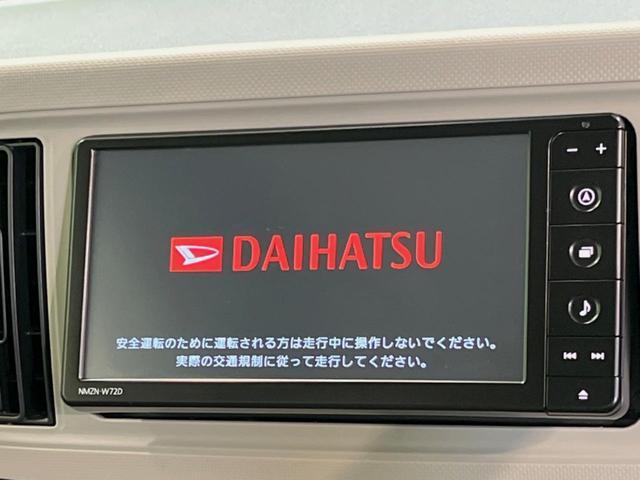 DAIHATSU
安全運転のために運転される方は走行中に操作しないでください。
実際の交通規制に従って走行してください。
NMZN-W72D